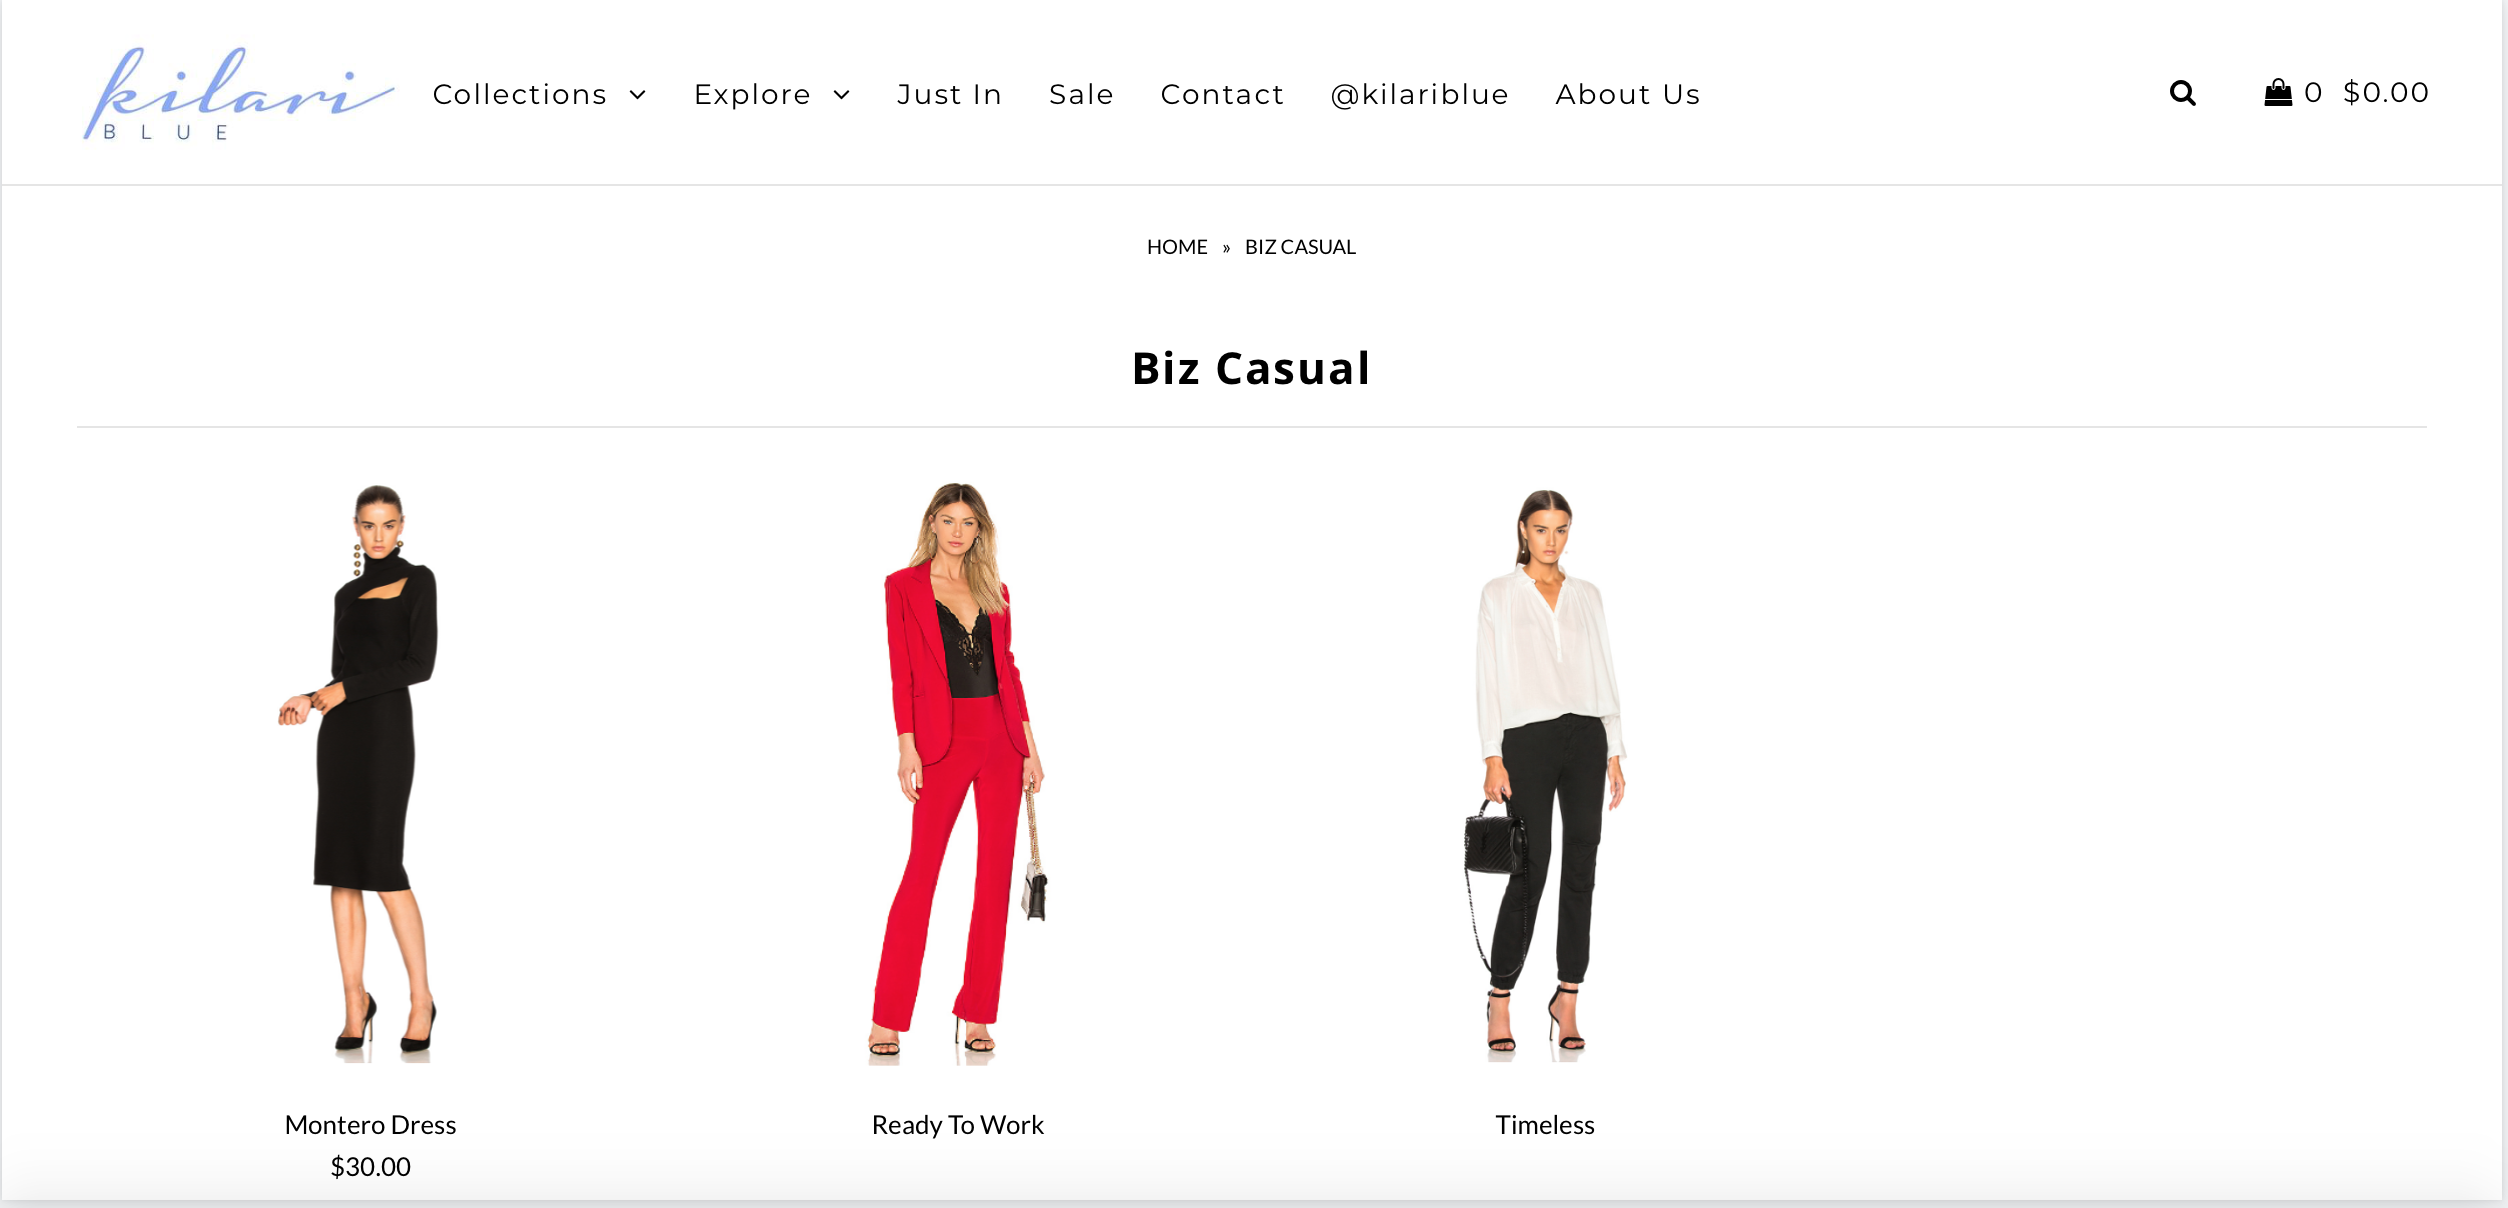 kilari
BLUE
Collections Explore Just In Sale Contact @kilariblue About Us 0 $0.00
HOME » BIZ CASUAL
Biz Casual
Montero Dress Ready To Work Timeless
$30.00